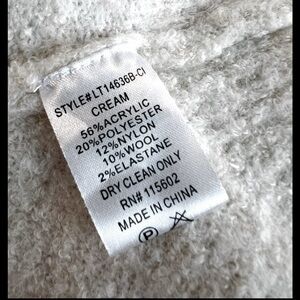 STYLE#LT14636B-CI
CREAM
56%ACRYLIC
20%POLYESTER
12%NYLON
10%WOOL
2%ELASTANE
DRY CLEAN ONLY
RN# 115602
MADE IN CHINA
P